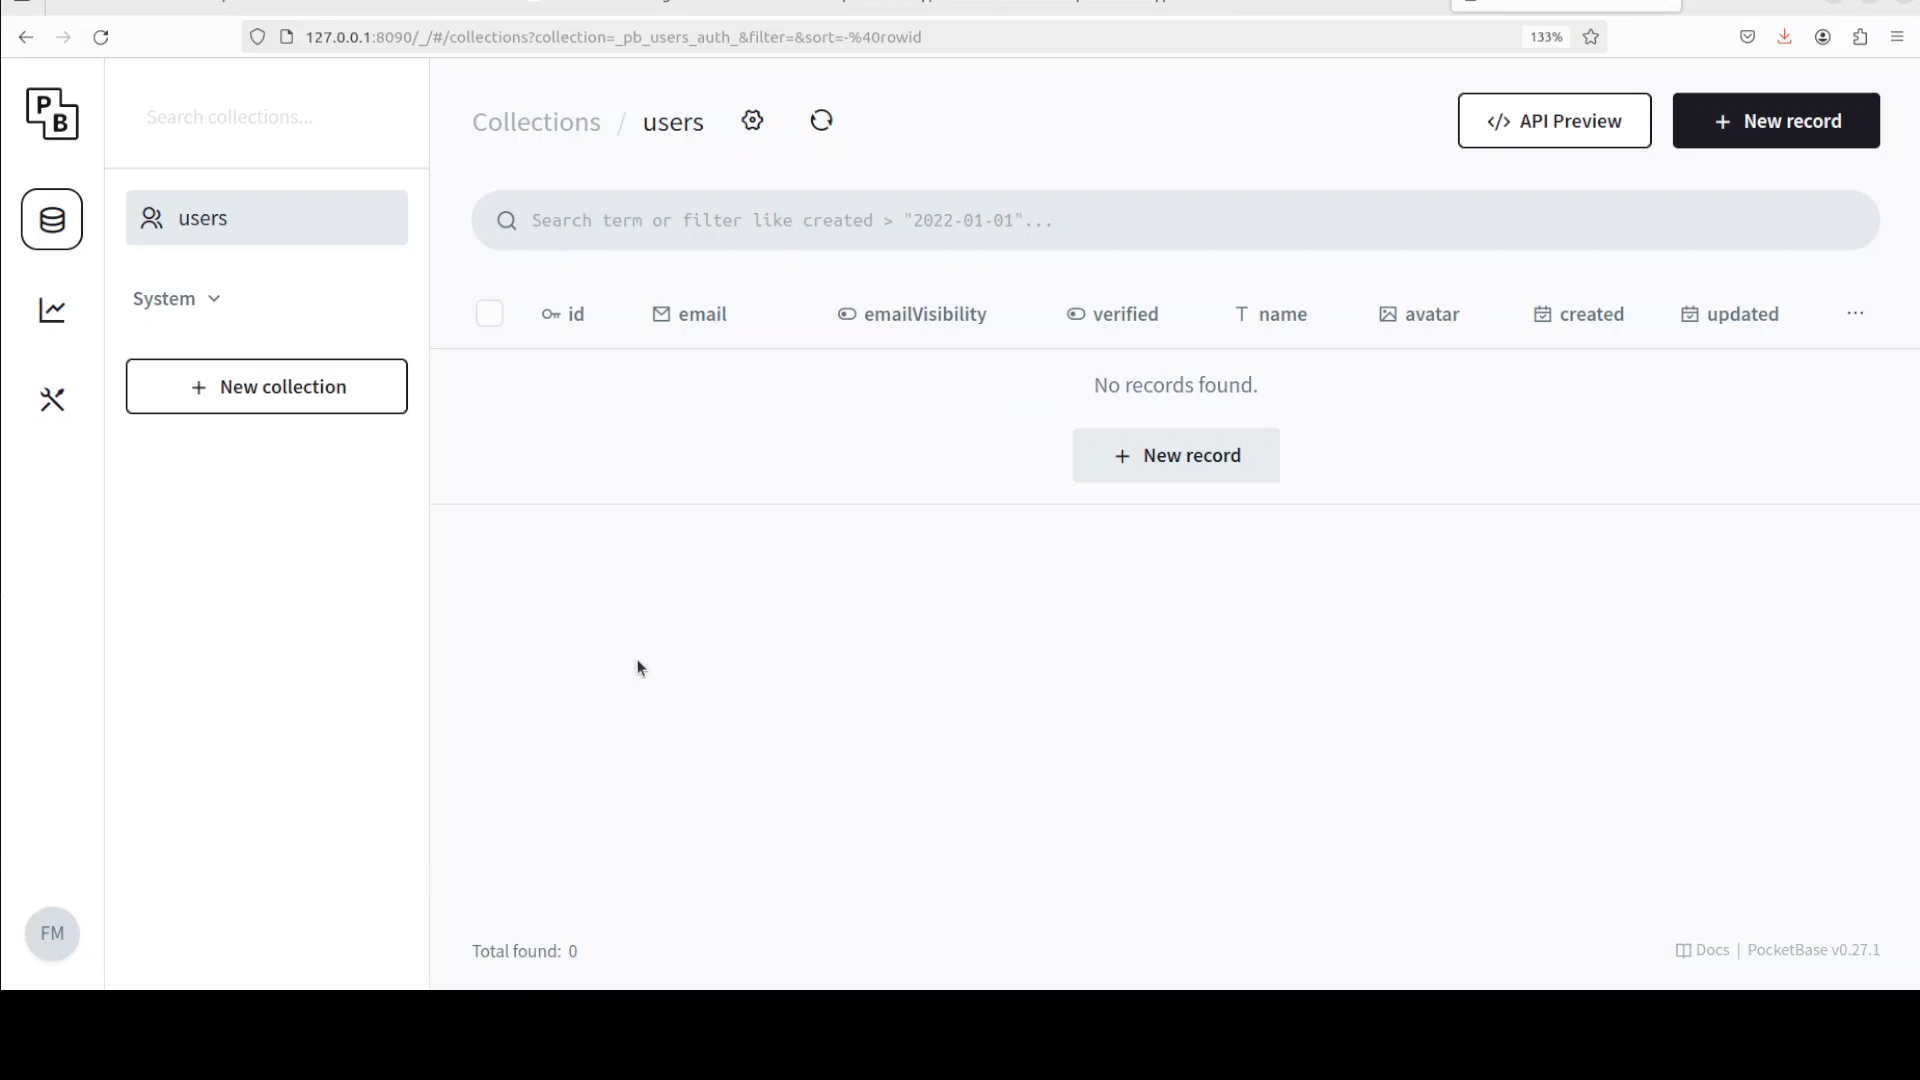 127.0.0.1:8090/_/#/collections?collection=_pb_users_auth_&filter=&sort=-%40rowid
133%
PB
Search collections...
Collections / users
API Preview
New record
users
Search term or filter like created > "2022-01-01"...
System
id
email
emailVisibility
verified
name
avatar
created
updated
New collection
No records found.
New record
FM
Total found: 0
Docs | PocketBase v0.27.1